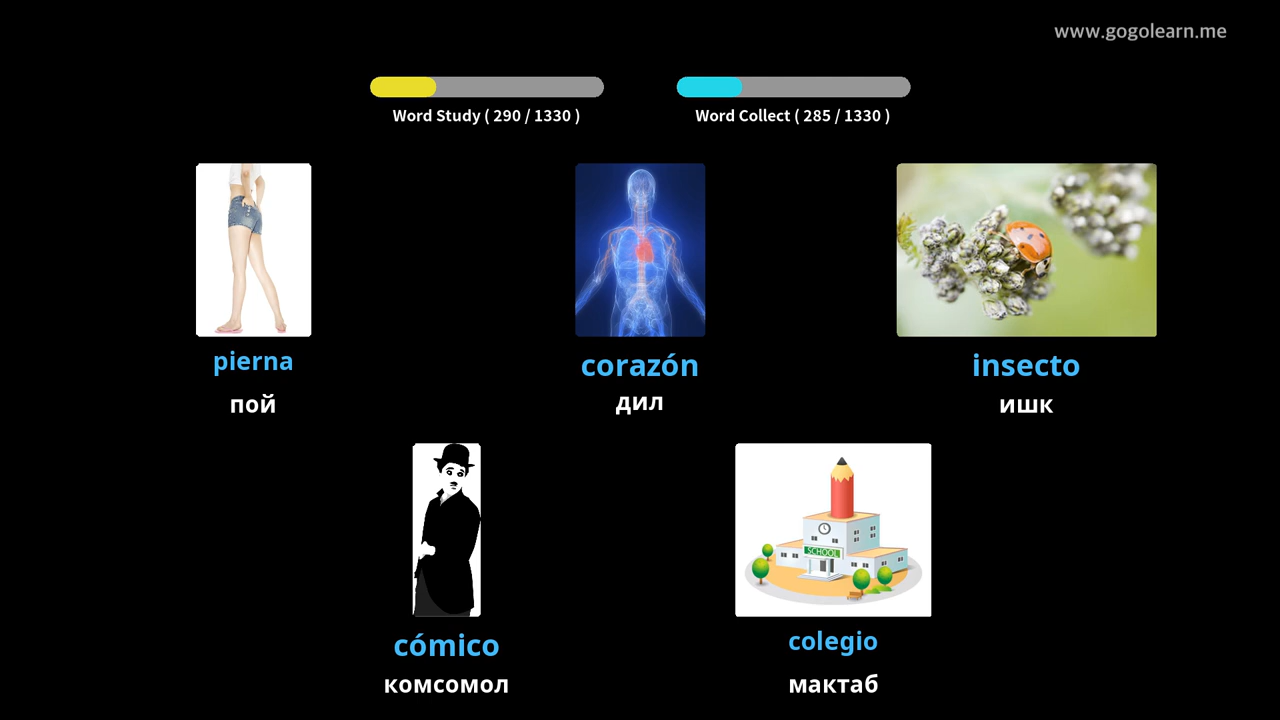 www.gogolearn.me
Word Study ( 290 / 1330 )
Word Collect ( 285 / 1330 )
pierna
пой
corazón
дил
insecto
ишк
SCHOOL
cómico
комсомол
colegio
мактаб